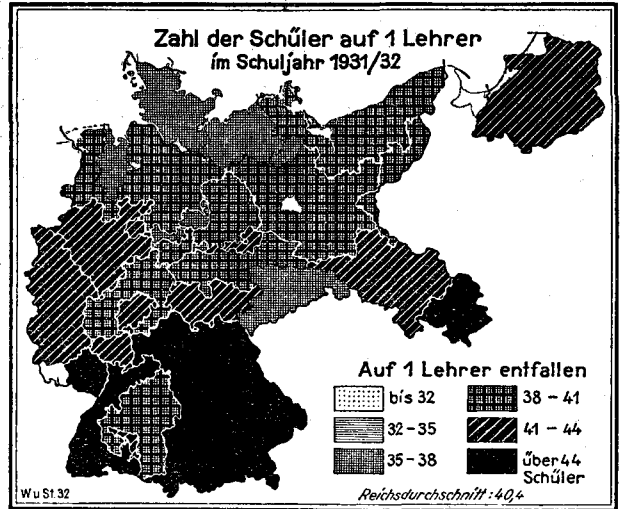 Zahl der Schüler auf 1 Lehrer
im Schuljahr 1931/32
Auf 1 Lehrer entfallen
bis 32
38 - 41
32-35
41 - 44
35-38
über 44
Schüler
W u St. 32
Reichsdurchschnitt: 40,4